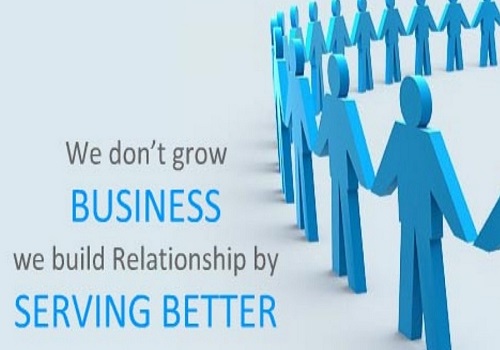 We don't grow
BUSINESS
we build Relationship by
SERVING BETTER